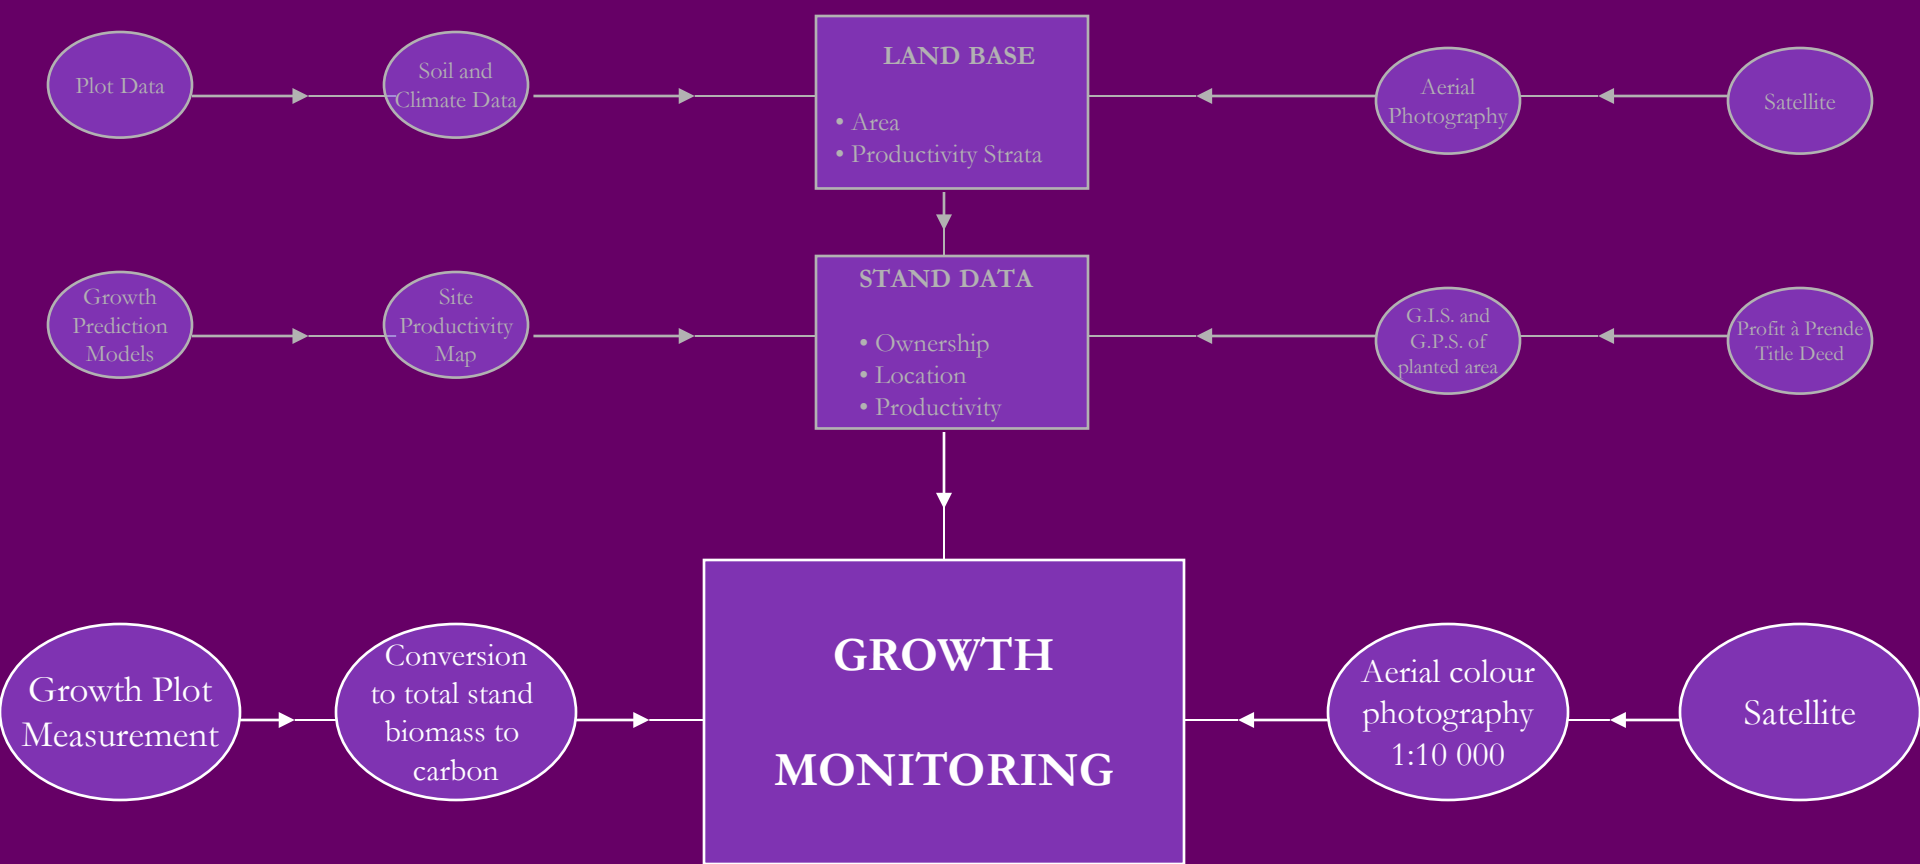 Plot Data
Soil and
Climate Data
LAND BASE
• Area
• Productivity Strata
Aerial
Photography
Satellite
Growth
Prediction
Models
Site
Productivity
Map
STAND DATA
• Ownership
• Location
• Productivity
G.I.S. and
G.P.S. of
planted area
Profit à Prende
Title Deed
Growth Plot
Measurement
Conversion
to total stand
biomass to
carbon
GROWTH
MONITORING
Aerial colour
photography
1:10 000
Satellite